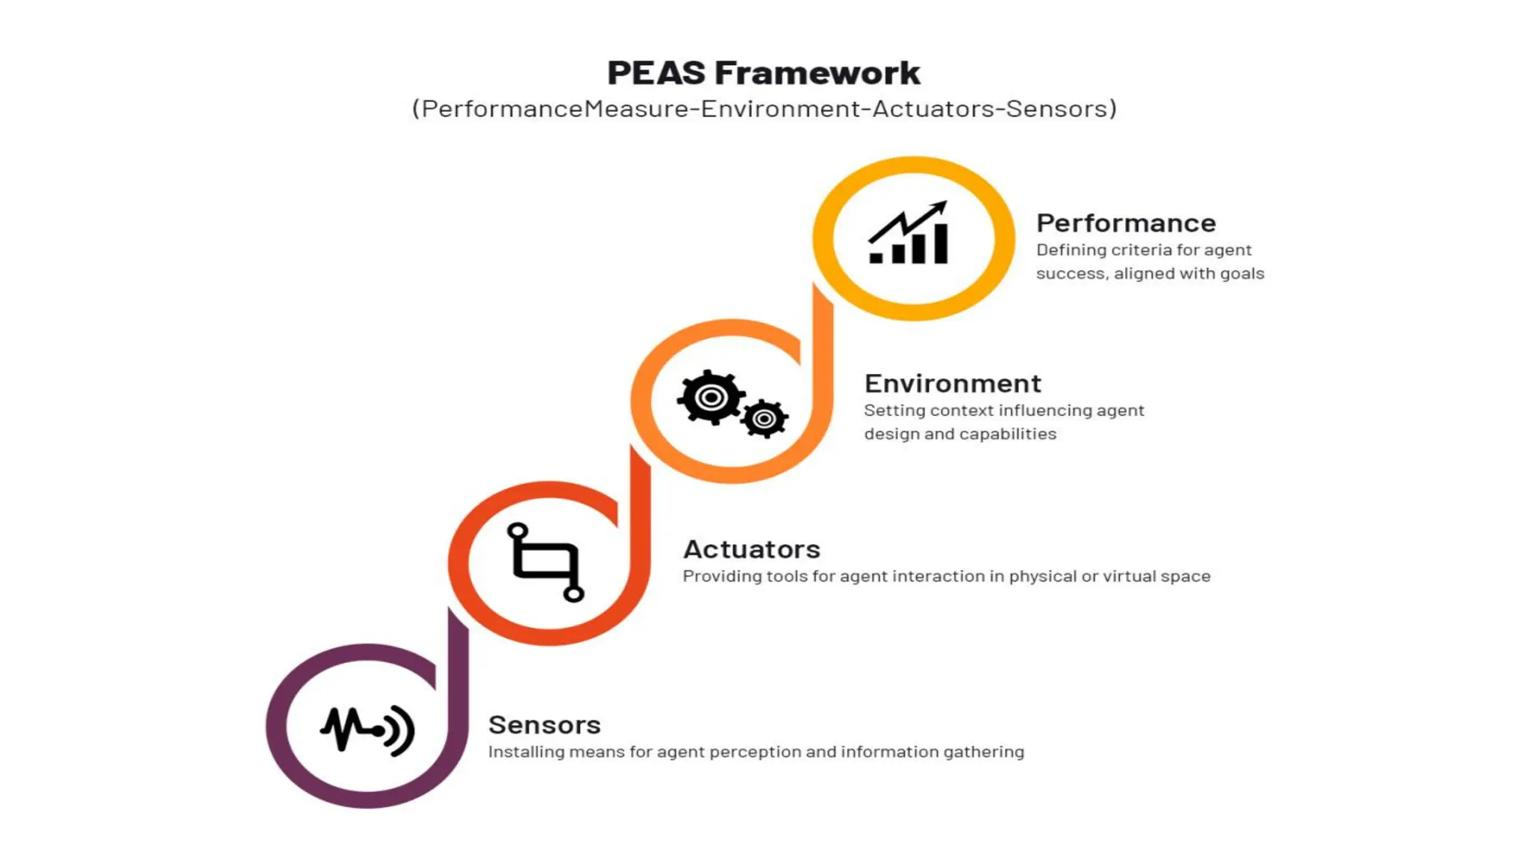 PEAS Framework
(PerformanceMeasure-Environment-Actuators-Sensors)
Performance
Defining criteria for agent
success, aligned with goals
Environment
Setting context influencing agent
design and capabilities
Actuators
Providing tools for agent interaction in physical or virtual space
Sensors
Installing means for agent perception and information gathering